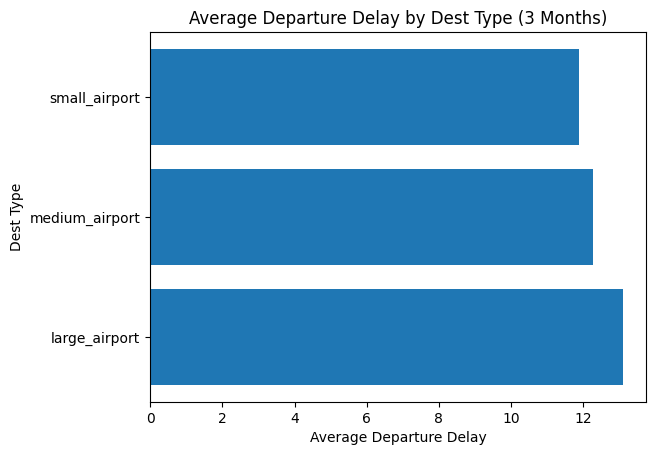 Average Departure Delay by Dest Type (3 Months)
small_airport
medium_airport
large_airport
Dest Type
0 2 4 6 8 10 12
Average Departure Delay